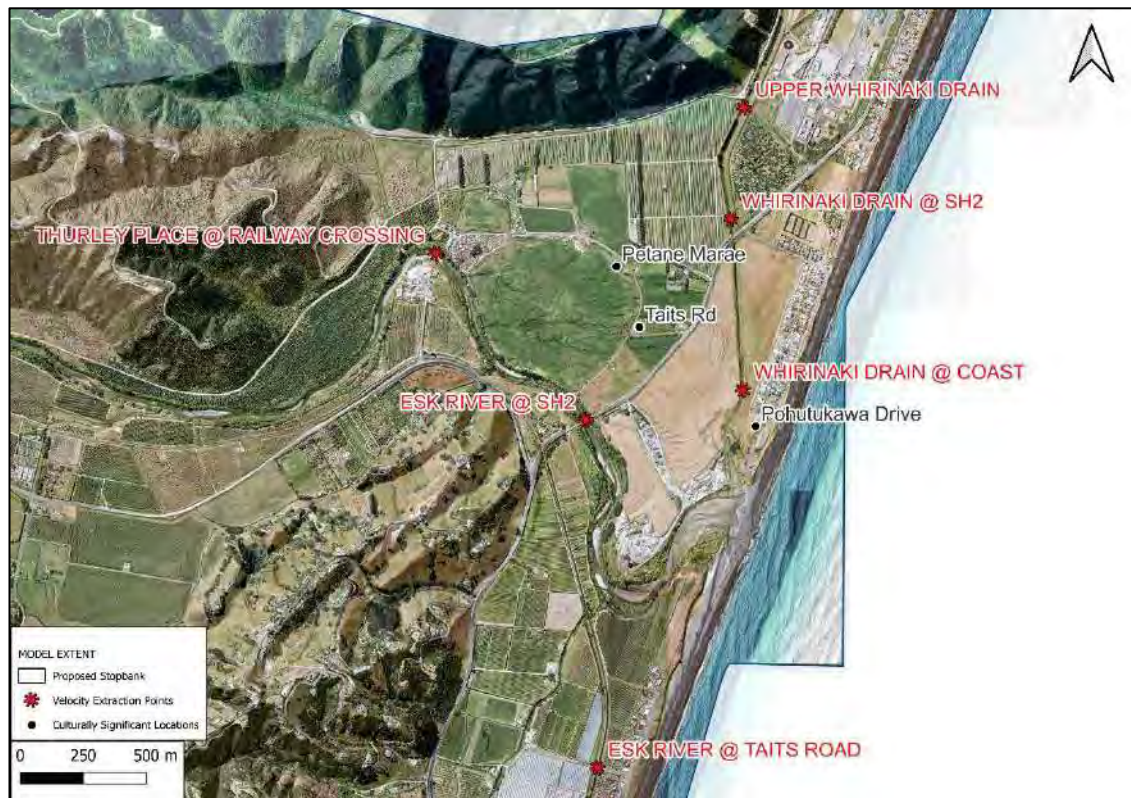 UPPER WHIRINAKI DRAIN
WHIRINAKI DRAIN @ SH2
THURLEY PLACE @ RAILWAY CROSSING
Petane Marae
Taits Rd
WHIRINAKI DRAIN @ COAST
ESK RIVER @ SH2
Pohutukawa Drive
ESK RIVER @ TAITS ROAD
MODEL EXTENT
Proposed Stopbank
Velocity Extraction Points
Culturally Significant Locations
0 250 500 m